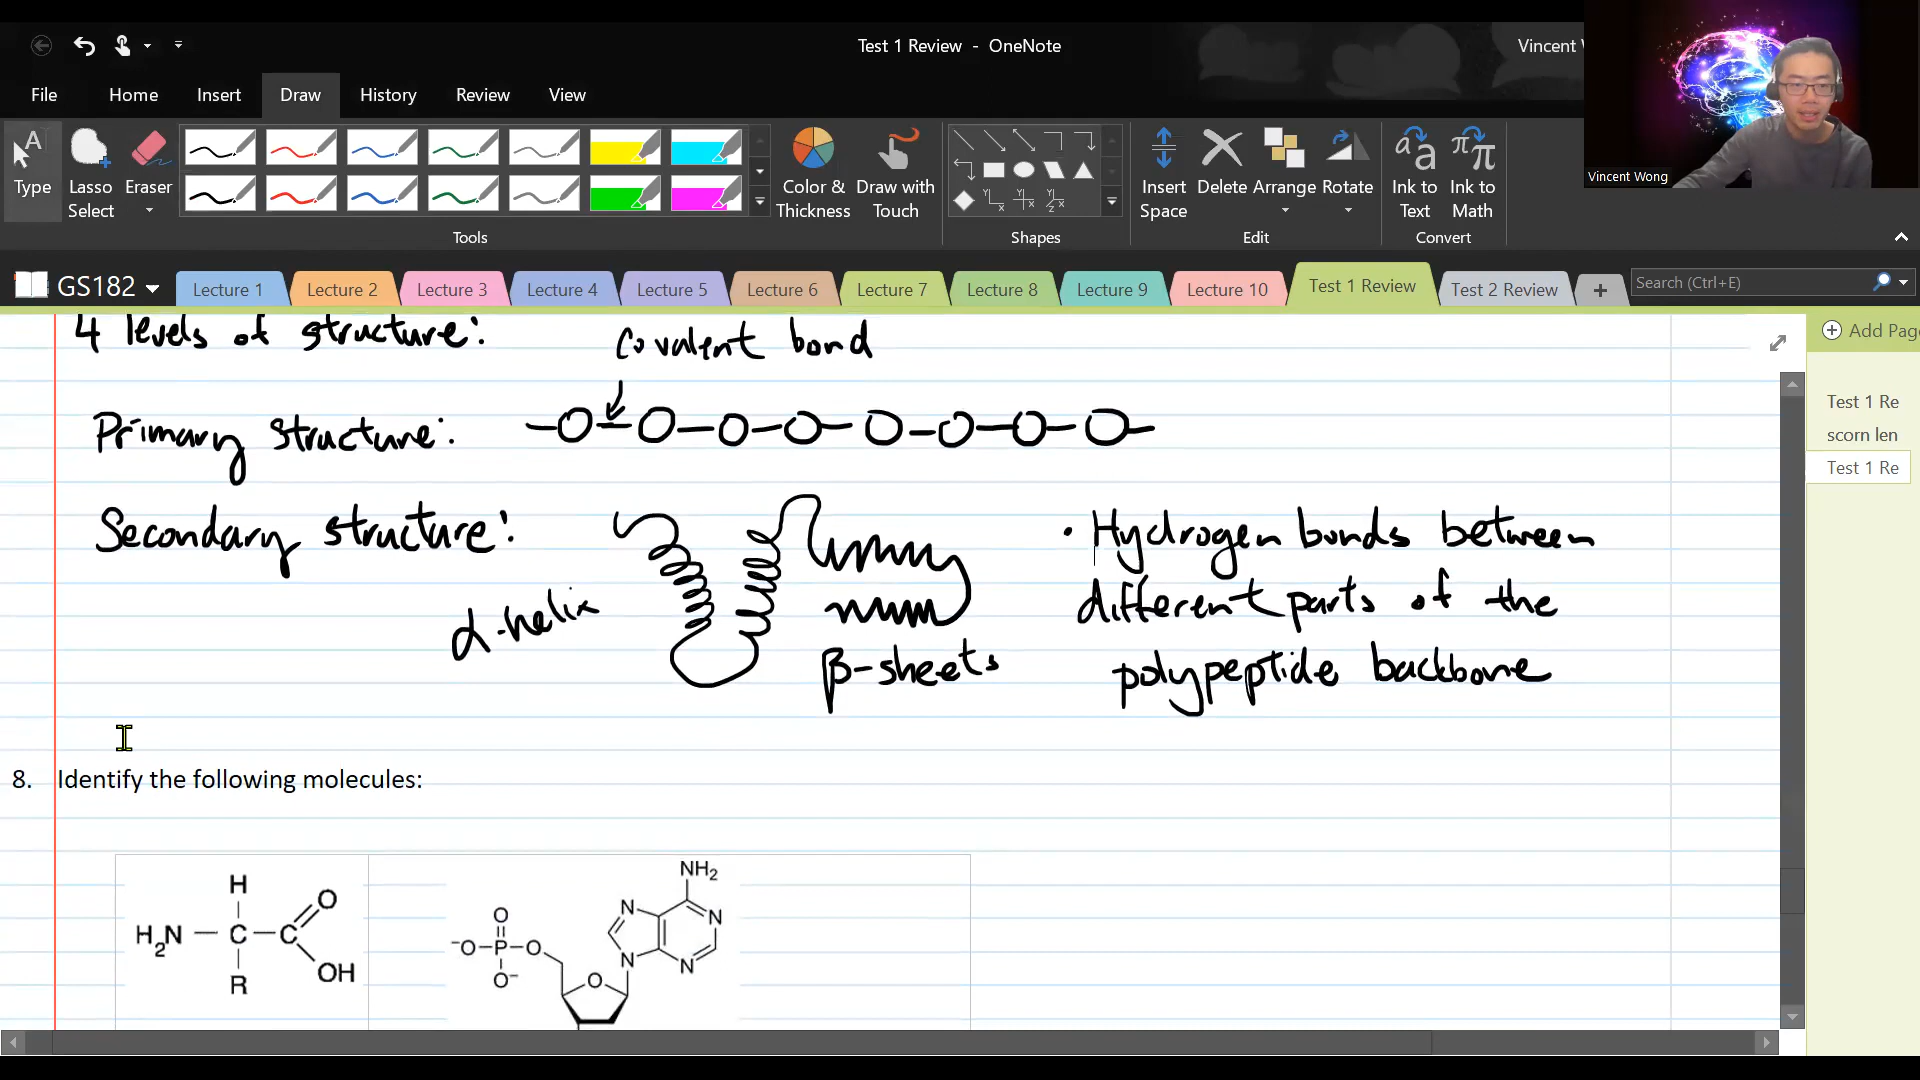 Test 1 Review - OneNote
Vincent W
File Home Insert Draw History Review View
Type
Lasso Select
Eraser
Color & Thickness
Draw with Touch
Insert Space
Delete
Arrange
Rotate
Ink to Text
Ink to Math
Tools
Shapes
Edit
Convert
Vincent Wong
GS182
Lecture 1 Lecture 2 Lecture 3 Lecture 4 Lecture 5 Lecture 6 Lecture 7 Lecture 8 Lecture 9 Lecture 10 Test 1 Review Test 2 Review
Search (Ctrl+E)
Add Page
Test 1 Re
scorn len
Test 1 Re
4 levels of structure:
covalent bond
Primary structure:
Secondary structure:
α-helix
β-sheets
• Hydrogen bonds between
different parts of the
polypeptide backbone
8. Identify the following molecules:
H
O
H₂N C C
OH
R
NH₂
N N
O
⁻O P O
O⁻
N N
O